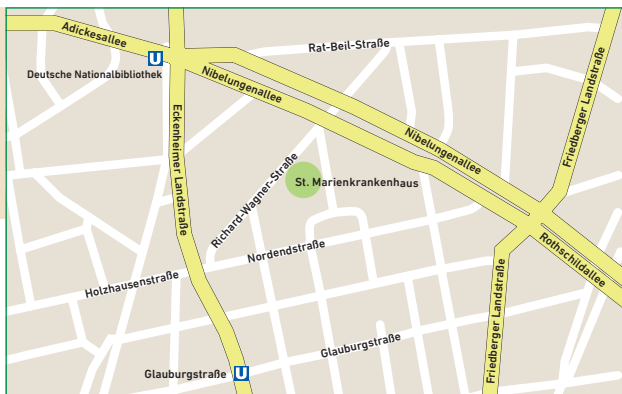 Adickesallee
Rat-Beil-Straße
U
Deutsche Nationalbibliothek
Nibelungenallee
Friedberger Landstraße
Nibelungenallee
Eckenheimer Landstraße
St. Marienkrankenhaus
Richard-Wagner-Straße
Nordendstraße
Rothschildallee
Holzhausenstraße
Friedberger Landstraße
Glauburgstraße
Glauburgstraße U